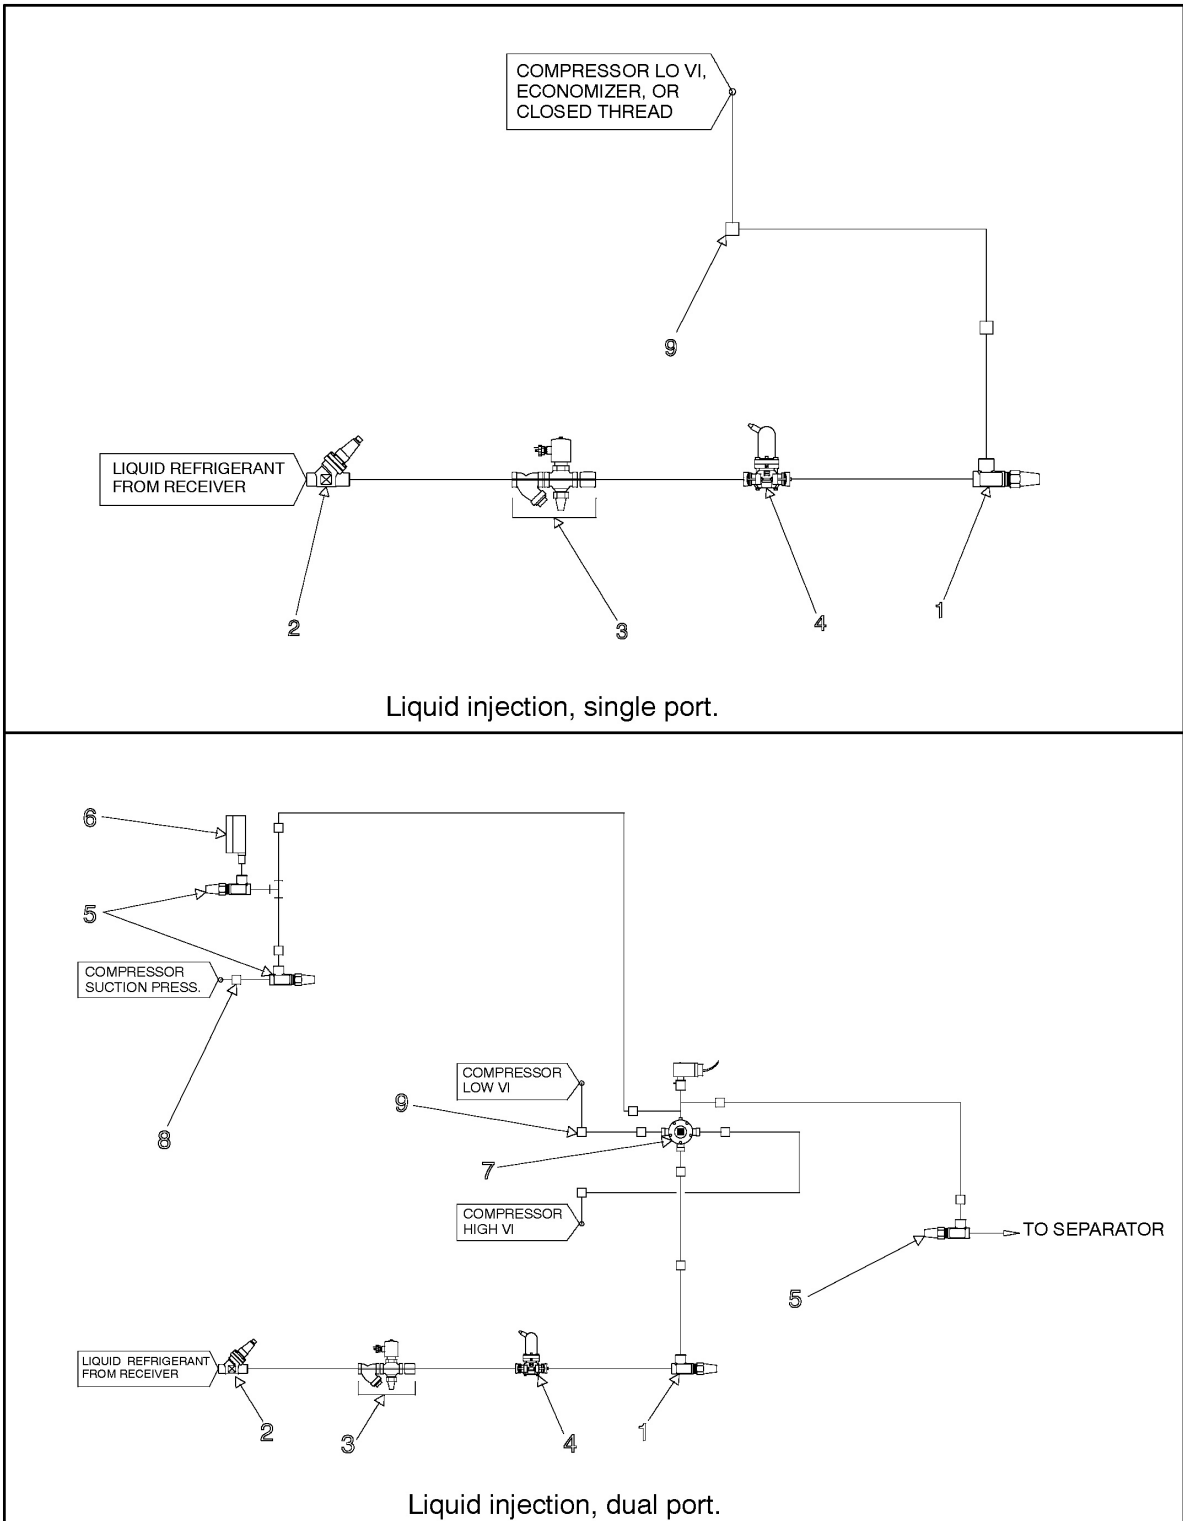 COMPRESSOR LO VI,
ECONOMIZER, OR
CLOSED THREAD
9
LIQUID REFRIGERANT
FROM RECEIVER
2
3
4
1
Liquid injection, single port.
6
5
COMPRESSOR
SUCTION PRESS.
8
COMPRESSOR
LOW VI
9
7
COMPRESSOR
HIGH VI
TO SEPARATOR
5
LIQUID REFRIGERANT
FROM RECEIVER
2
3
4
1
Liquid injection, dual port.